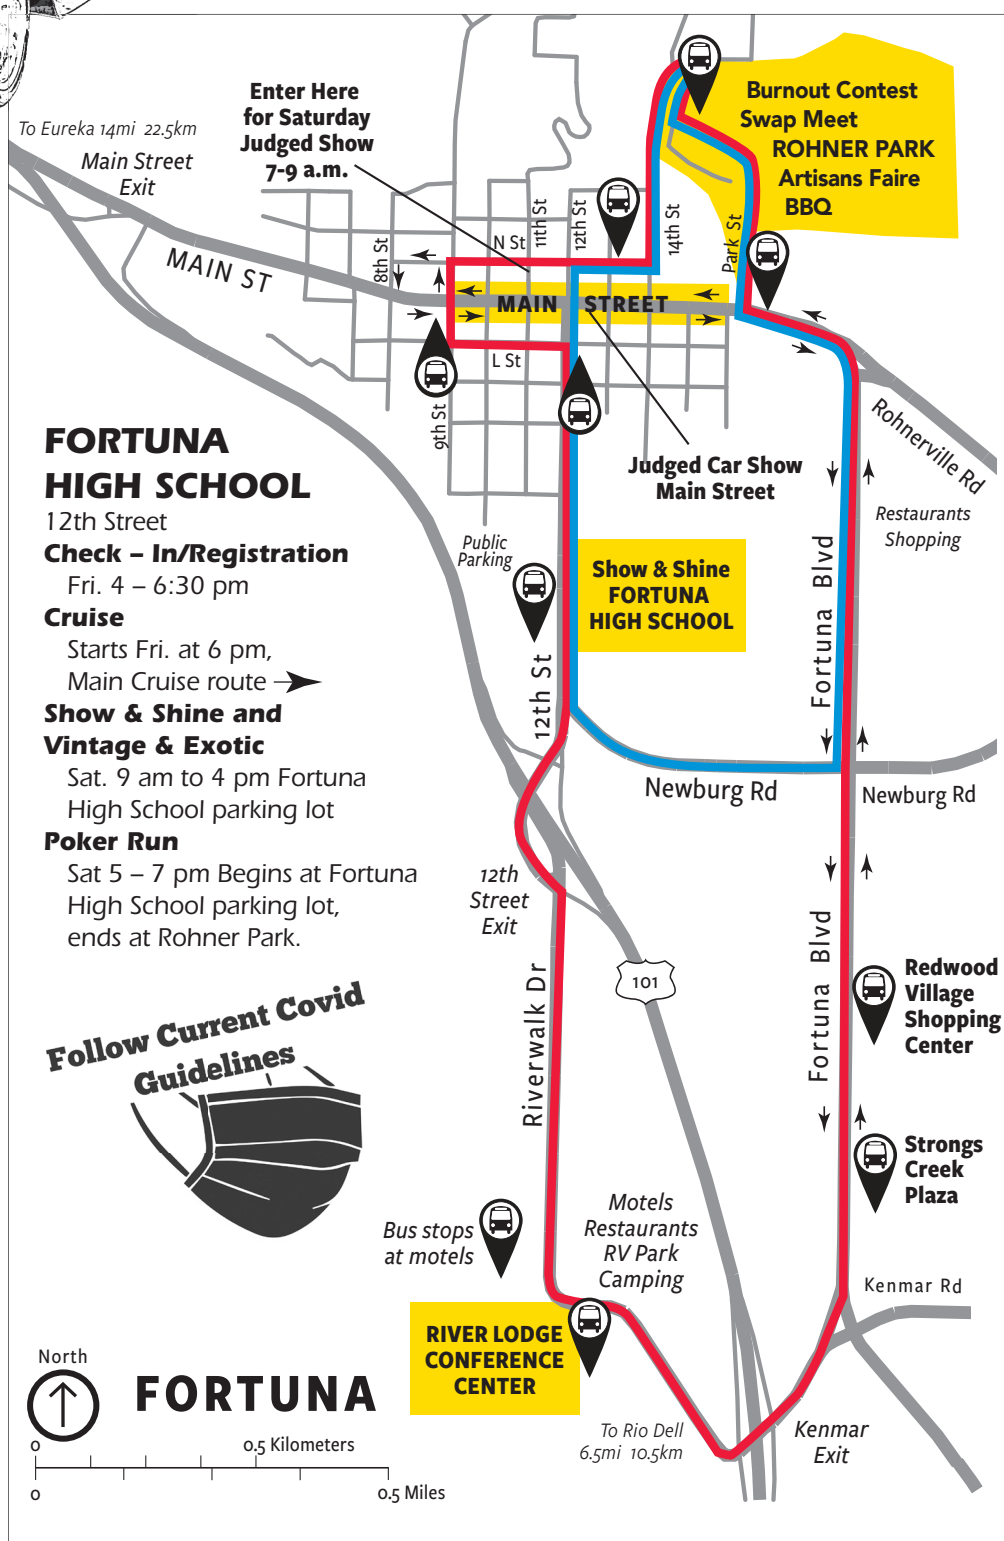 Enter Here
for Saturday
Judged Show
7-9 a.m.
To Eureka 14mi 22.5km
Main Street
Exit
Burnout Contest
Swap Meet
ROHNER PARK
Artisans Faire
BBQ
MAIN ST
8th St
N St
11th St
12th St
14th St
Park St
MAIN STREET
L St
9th St
Rohnerville Rd
Judged Car Show
Main Street
Restaurants
Shopping
FORTUNA
HIGH SCHOOL
12th Street
Check – In/Registration
Fri. 4 – 6:30 pm
Cruise
Starts Fri. at 6 pm,
Main Cruise route
Show & Shine and
Vintage & Exotic
Sat. 9 am to 4 pm Fortuna
High School parking lot
Poker Run
Sat 5 – 7 pm Begins at Fortuna
High School parking lot,
ends at Rohner Park.
Public
Parking
Show & Shine
FORTUNA
HIGH SCHOOL
12th St
Fortuna Blvd
Newburg Rd
Newburg Rd
12th
Street
Exit
101
Fortuna Blvd
Redwood
Village
Shopping
Center
Follow Current Covid
Guidelines
Riverwalk Dr
Strongs
Creek
Plaza
Bus stops
at motels
Motels
Restaurants
RV Park
Camping
Kenmar Rd
RIVER LODGE
CONFERENCE
CENTER
North
FORTUNA
To Rio Dell
6.5mi 10.5km
Kenmar
Exit
0 0.5 Kilometers
0 0.5 Miles